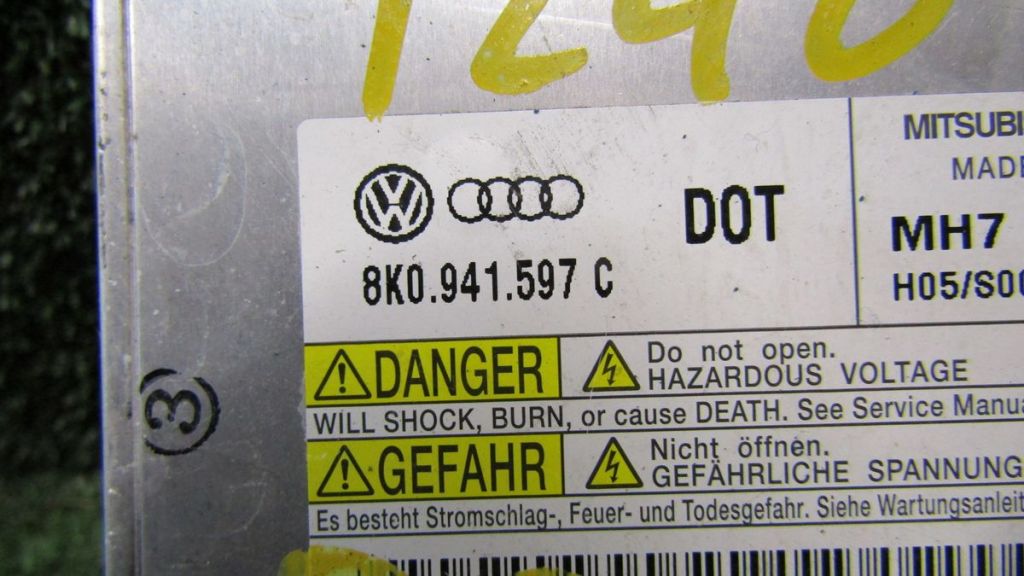 DOT
8K0.941.597 C
MITSUBI
MADE
MH7
H05/S00
DANGER
Do not open.
HAZARDOUS VOLTAGE
WILL SHOCK, BURN, or cause DEATH. See Service Manua
GEFAHR
Nicht öffnen.
GEFÄHRLICHE SPANNUNG
Es besteht Stromschlag-, Feuer- und Todesgefahr. Siehe Wartungsanleit
3